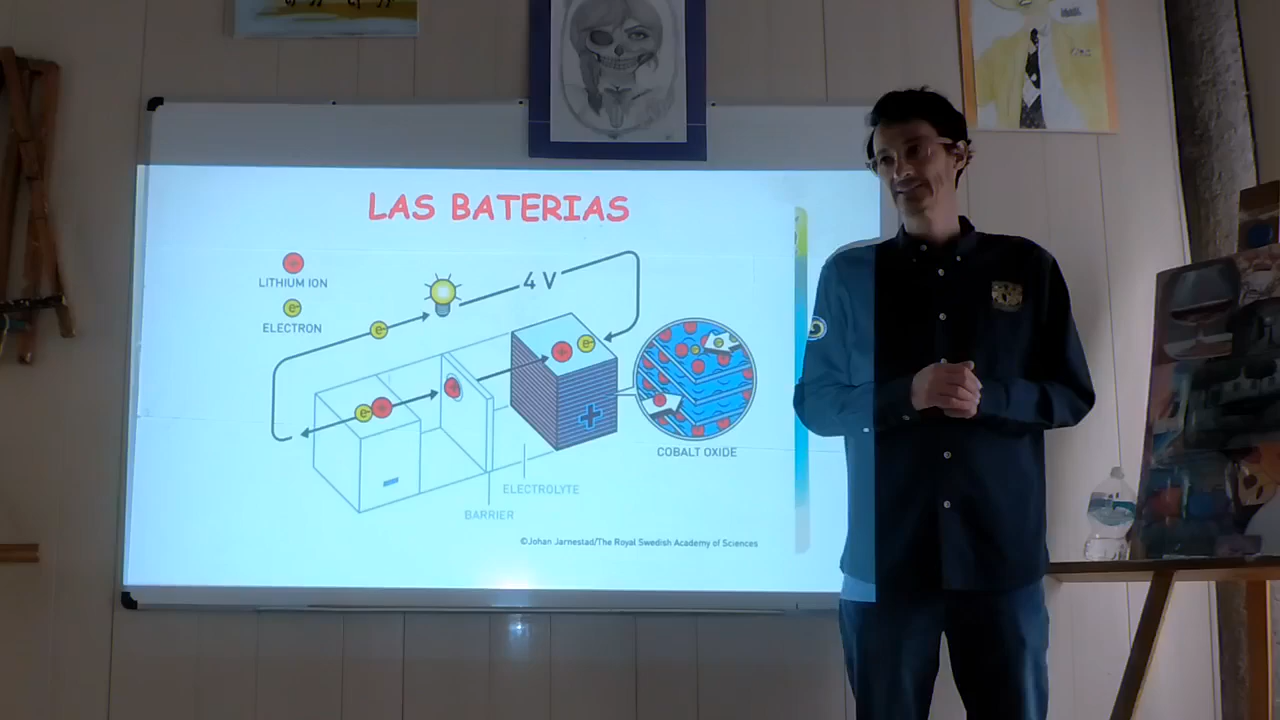 LAS BATERIAS
LITHIUM ION
e-
ELECTRON
e-
4 V
e-
e-
COBALT OXIDE
ELECTROLYTE
BARRIER
©Johan Jarnestad/The Royal Swedish Academy of Sciences